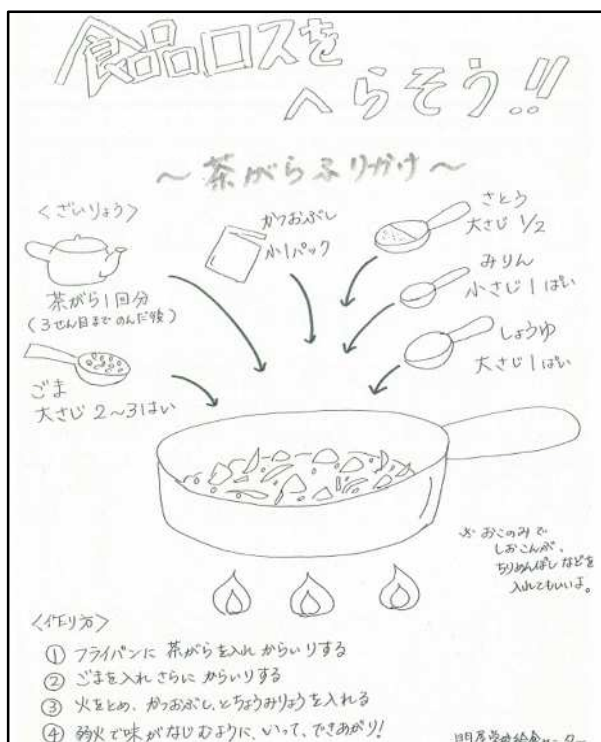 食品ロスを
へらそう!!
～茶がらふりかけ～
＜ざいりょう＞
茶がら1回分
(3せん目までのんだ後)
ごま
大さじ 2～3ばい
かつおぶし
小1パック
さとう
大さじ 1/2
みりん
小さじ 1ぱい
しょうゆ
大さじ 1ぱい
※ おこのみで
しおこんぶ、
ちりめんぼしなどを
入れてもいいよ。
＜作り方＞
① フライパンに 茶がらを入れ からいりする
② ごまを入れ さらに からいりする
③ 火をとめ、かつおぶし、とちょうみりょうを入れる
④ 弱火で味がなじむように、いって、できあがり!